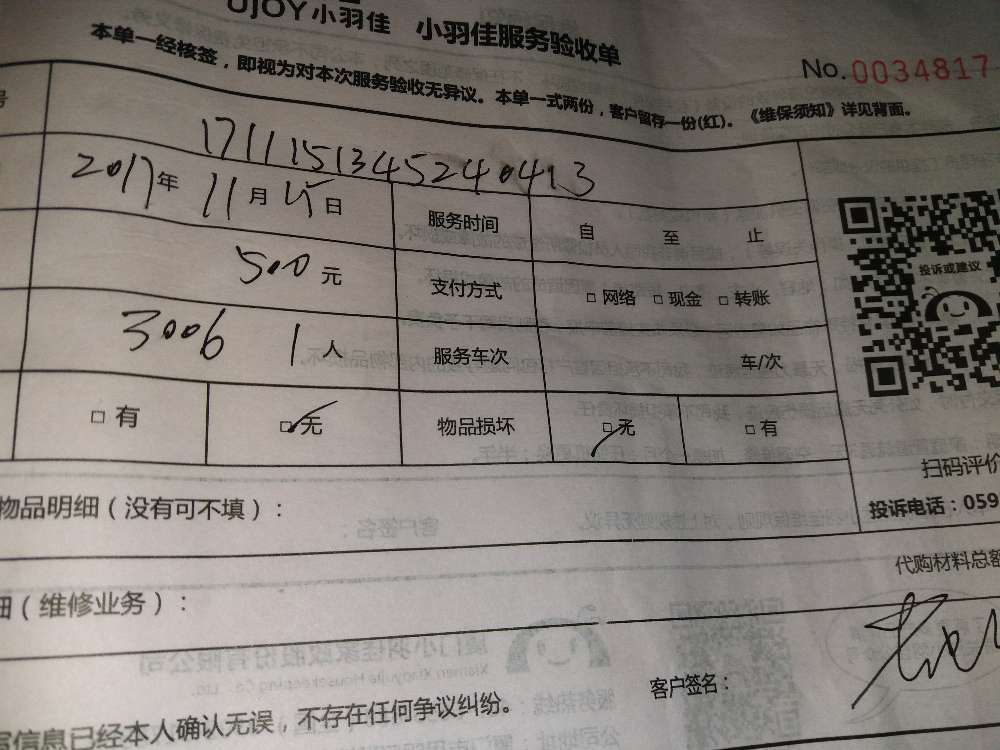 UJOY小羽佳 小羽佳服务验收单
本单一经核签，即视为对本次服务验收无异议。本单一式两份，客户留存一份(红)。《维保须知》详见背面。
No. 0034817
号
1711151345240413
2017年 11月 15日 服务时间 自 至 止
500元 支付方式 □ 网络 □ 现金 □ 转账
3006 1人 服务车次 车/次
□ 有 □ 无 物品损坏 □ 无 □ 有
投诉或建议
扫码评价
投诉电话：059
物品明细（没有可不填）：
代购材料总额
细（维修业务）：
客户签名：
信息已经本人确认无误，不存在任何争议纠纷。